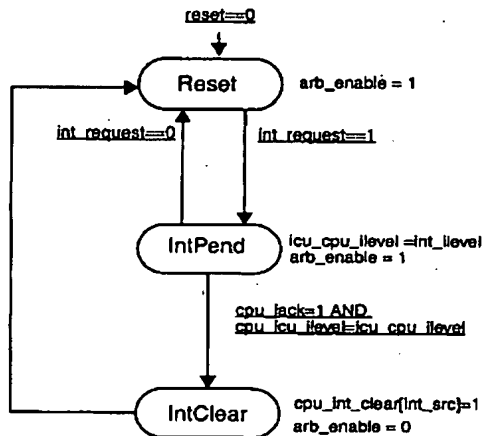 reset==0
Reset
arb_enable = 1
int_request==0
int_request==1
IntPend
icu_cpu_ilevel =int_ilevel
arb_enable = 1
cpu_iack=1 AND
cpu_icu_ilevel=icu_cpu_ilevel
IntClear
cpu_int_clear[int_src]=1
arb_enable = 0